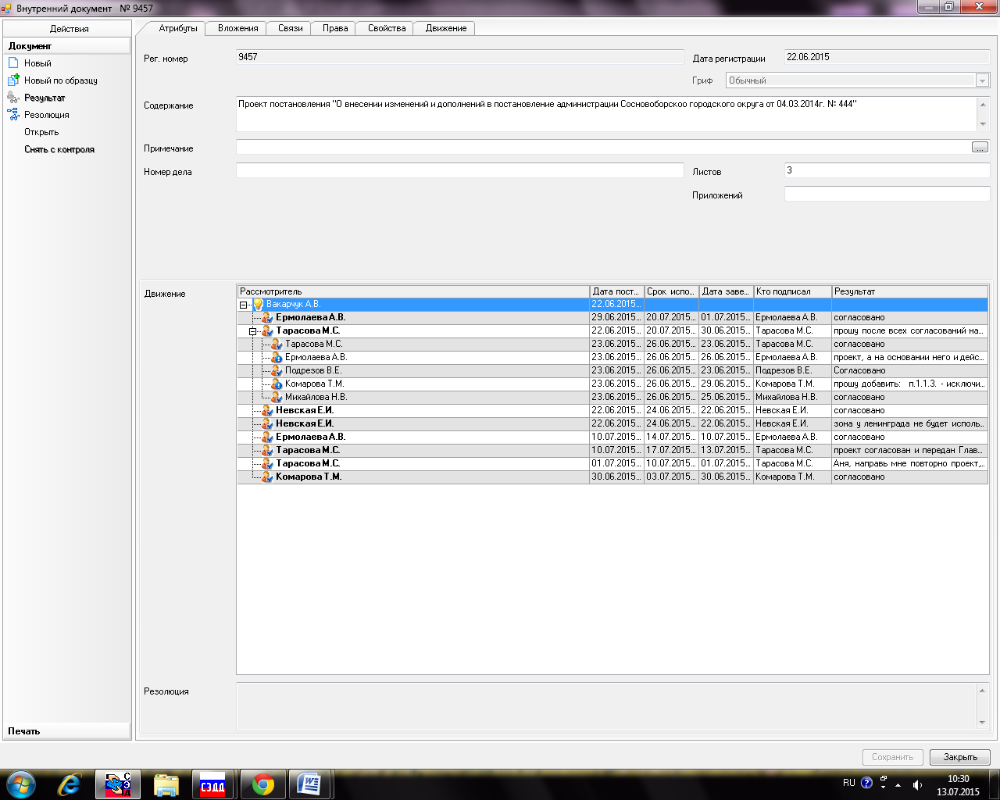 Внутренний документ № 9457
Действия
Документ
Новый
Новый по образцу
Результат
Резолюция
Открыть
Снять с контроля
Печать
Атрибуты Вложения Связи Права Свойства Движение
Рег. номер 9457 Дата регистрации 22.06.2015
Гриф Обычный
Содержание Проект постановления "О внесении изменений и дополнений в постановление администрации Сосновоборскоо городского округа от 04.03.2014г. № 444"
Примечание ...
Номер дела Листов 3
Приложений
Движение
Рассмотритель Дата пост... Срок испо... Дата заве... Кто подписал Результат
Вакарчук А.В. 22.06.2015...
Ермолаева А.В. 29.06.2015... 20.07.2015... 01.07.2015... Ермолаева А.В. согласовано
Тарасова М.С. 22.06.2015... 20.07.2015... 30.06.2015... Тарасова М.С. прошу после всех согласований на...
Тарасова М.С. 23.06.2015... 26.06.2015... 23.06.2015... Тарасова М.С. согласовано
Ермолаева А.В. 23.06.2015... 26.06.2015... 26.06.2015... Ермолаева А.В. проект, а на основании него и дейс...
Подрезов В.Е. 23.06.2015... 26.06.2015... 23.06.2015... Подрезов В.Е. Согласовано
Комарова Т.М. 23.06.2015... 26.06.2015... 29.06.2015... Комарова Т.М. прошу добавить: п.1.1.3. - исключи...
Михайлова Н.В. 23.06.2015... 26.06.2015... 25.06.2015... Михайлова Н.В. согласовано
Невская Е.И. 22.06.2015... 24.06.2015... 22.06.2015... Невская Е.И. согласовано
Невская Е.И. 22.06.2015... 24.06.2015... 22.06.2015... Невская Е.И. зона у ленинграда не будет исполь...
Ермолаева А.В. 10.07.2015... 14.07.2015... 10.07.2015... Ермолаева А.В. согласовано
Тарасова М.С. 10.07.2015... 17.07.2015... 13.07.2015... Тарасова М.С. проект согласован и передан Глав...
Тарасова М.С. 01.07.2015... 10.07.2015... 01.07.2015... Тарасова М.С. Аня, направь мне повторно проект,...
Комарова Т.М. 30.06.2015... 03.07.2015... 30.06.2015... Комарова Т.М. согласовано
Резолюция
Сохранить Закрыть
СЭД
СЭДД
RU 10:30
13.07.2015